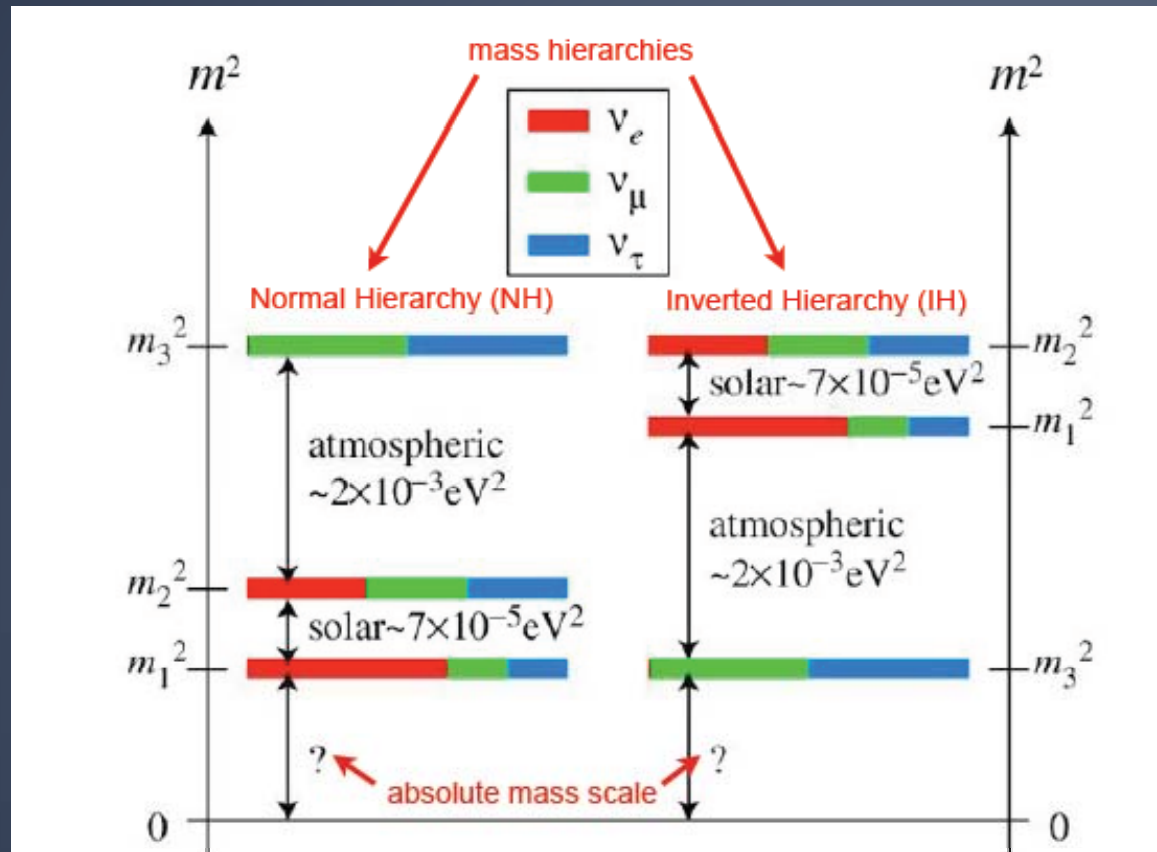 mass hierarchies
m²
m²
νₑ
ν_μ
ν_τ
Normal Hierarchy (NH)
Inverted Hierarchy (IH)
m₃²
m₂²
solar~7×10⁻⁵eV²
m₁²
atmospheric
~2×10⁻³eV²
atmospheric
~2×10⁻³eV²
m₂²
solar~7×10⁻⁵eV²
m₁²
m₃²
?
?
absolute mass scale
0
0